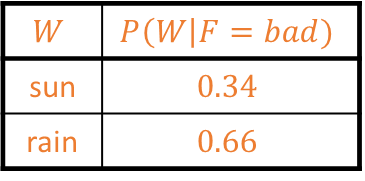 W P(W|F = bad)
sun 0.34
rain 0.66